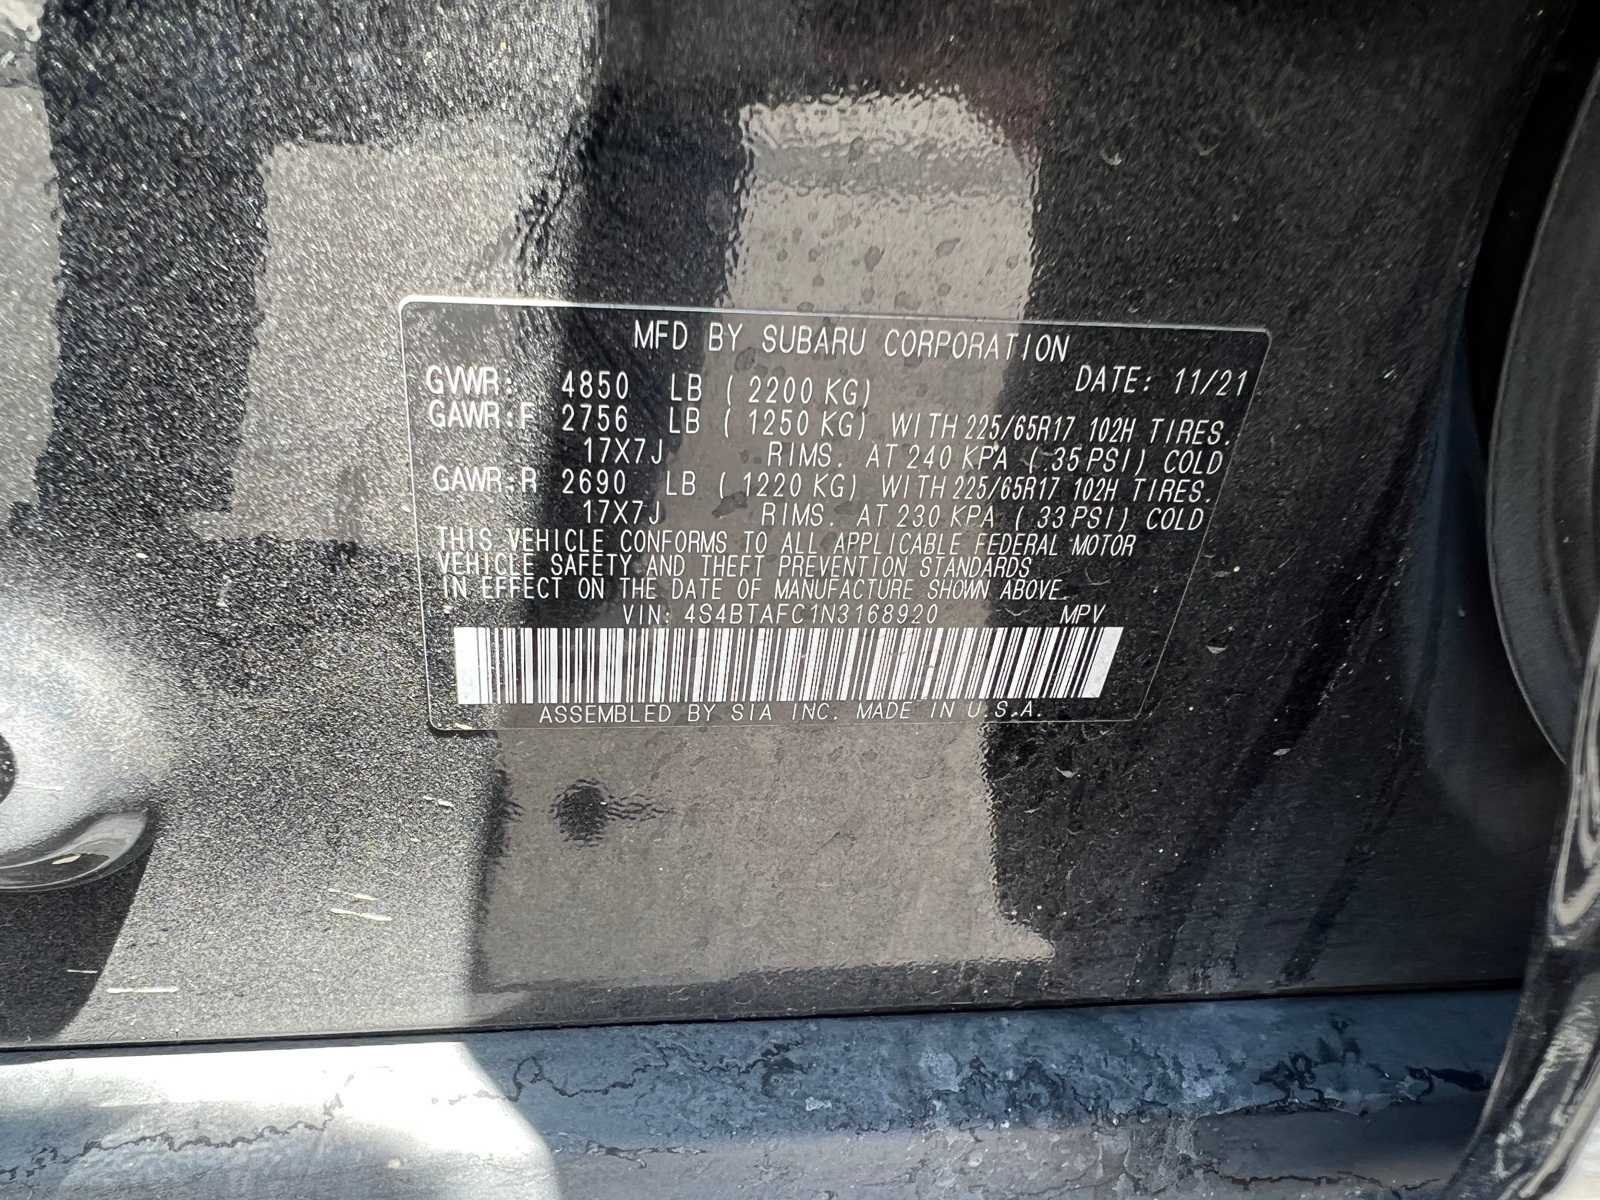 MFD BY SUBARU CORPORATION
GVWR: 4850 LB ( 2200 KG) DATE: 11/21
GAWR:F 2756 LB ( 1250 KG) WITH 225/65R17 102H TIRES.
17X7J RIMS. AT 240 KPA ( 35 PSI) COLD
GAWR:R 2690 LB ( 1220 KG) WITH 225/65R17 102H TIRES.
17X7J RIMS. AT 230 KPA ( 33 PSI) COLD
THIS VEHICLE CONFORMS TO ALL APPLICABLE FEDERAL MOTOR
VEHICLE SAFETY AND THEFT PREVENTION STANDARDS
IN EFFECT ON THE DATE OF MANUFACTURE SHOWN ABOVE.
VIN: 4S4BTAFC1N3168920 MPV
ASSEMBLED BY SIA INC. MADE IN U.S.A.